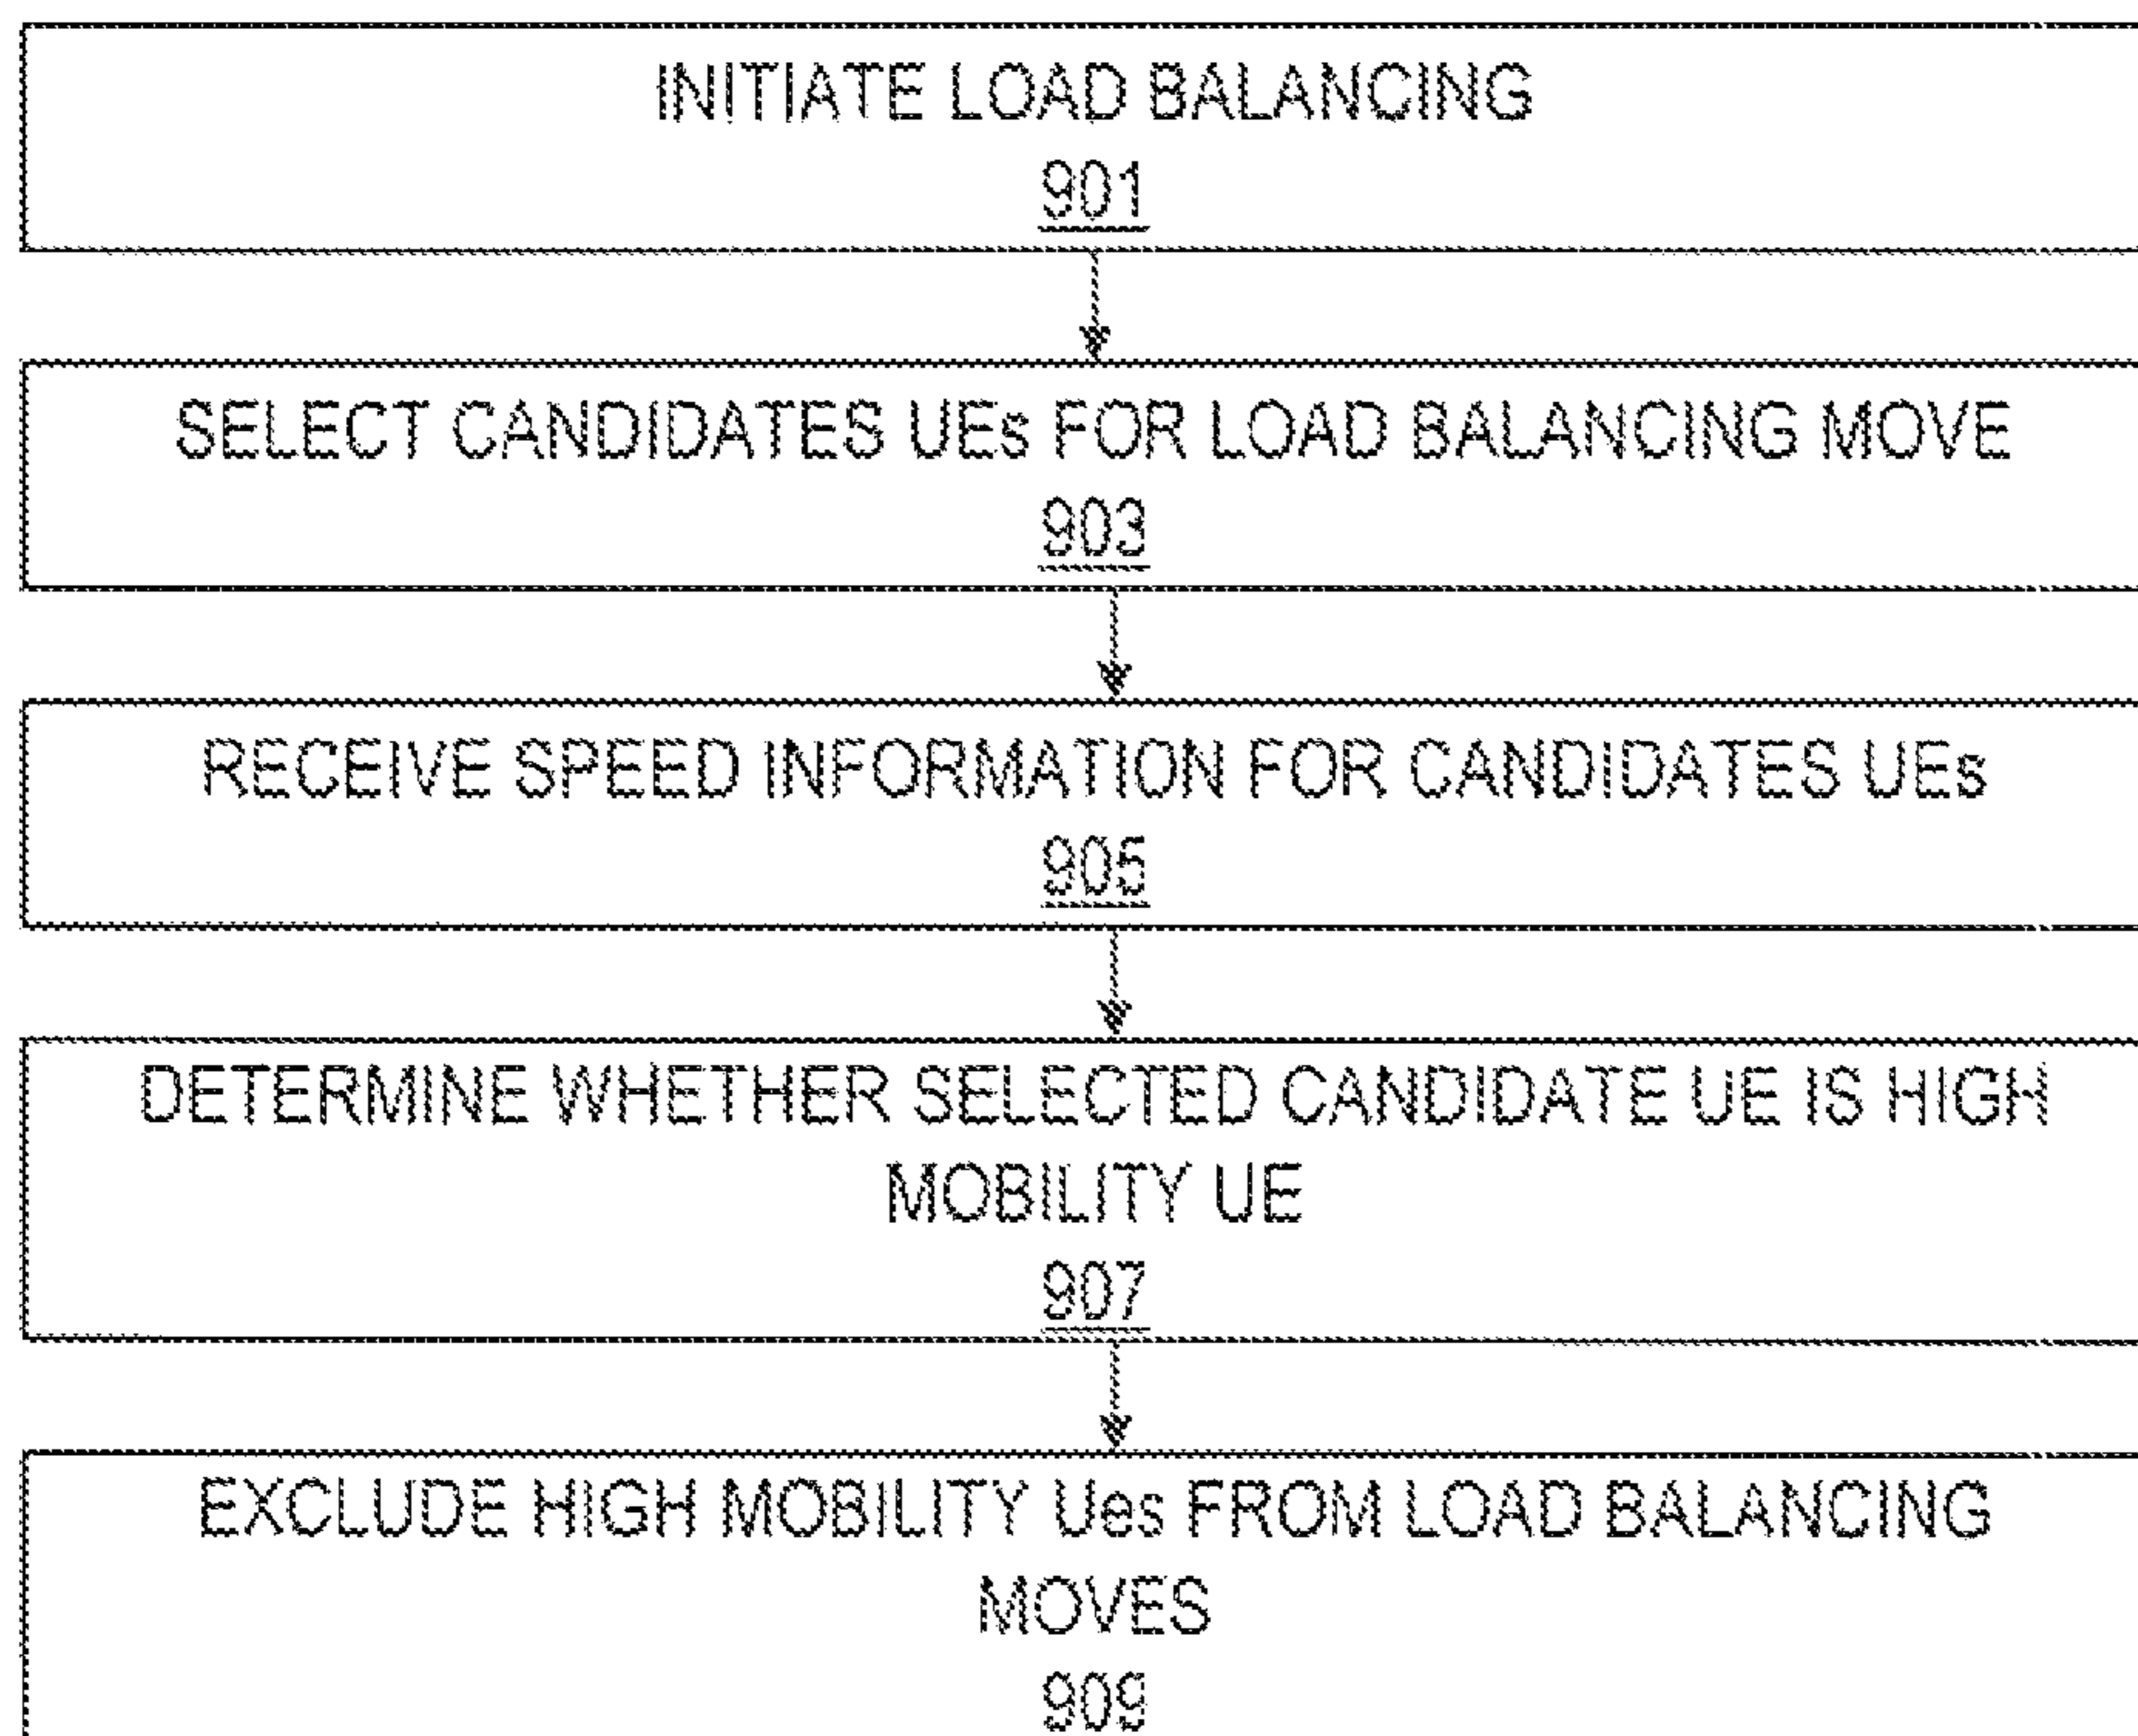 INITIATE LOAD BALANCING
901
SELECT CANDIDATES UEs FOR LOAD BALANCING MOVE
903
RECEIVE SPEED INFORMATION FOR CANDIDATES UEs
905
DETERMINE WHETHER SELECTED CANDIDATE UE IS HIGH
MOBILITY UE
907
EXCLUDE HIGH MOBILITY Ues FROM LOAD BALANCING
MOVES
909